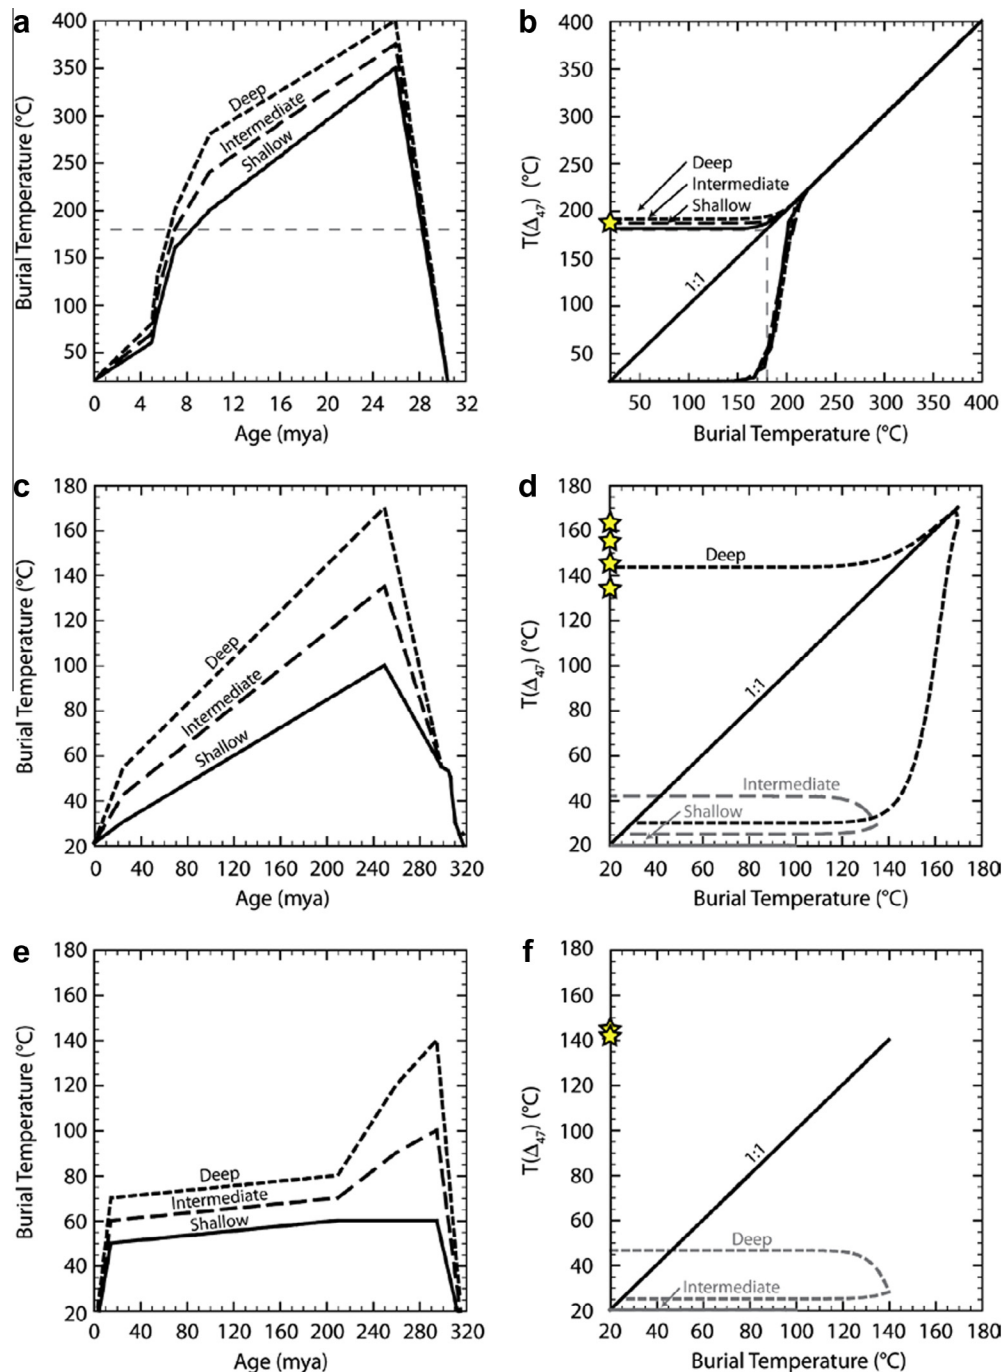 a
400
350
300
250
200
150
100
50
Burial Temperature (°C)
Deep
Intermediate
Shallow
0 4 8 12 16 20 24 28 32
Age (mya)
b
400
350
300
250
200
150
100
50
T(Δ47) (°C)
Deep
Intermediate
Shallow
1:1
50 100 150 200 250 300 350 400
Burial Temperature (°C)
c
180
160
140
120
100
80
60
40
20
Burial Temperature (°C)
Deep
Intermediate
Shallow
0 40 80 120 160 200 240 280 320
Age (mya)
d
180
160
140
120
100
80
60
40
20
T(Δ47) (°C)
Deep
1:1
Intermediate
Shallow
20 40 60 80 100 120 140 160 180
Burial Temperature (°C)
e
180
160
140
120
100
80
60
40
20
Burial Temperature (°C)
Deep
Intermediate
Shallow
0 40 80 120 160 200 240 280 320
Age (mya)
f
180
160
140
120
100
80
60
40
20
T(Δ47) (°C)
1:1
Deep
Intermediate
20 40 60 80 100 120 140 160 180
Burial Temperature (°C)